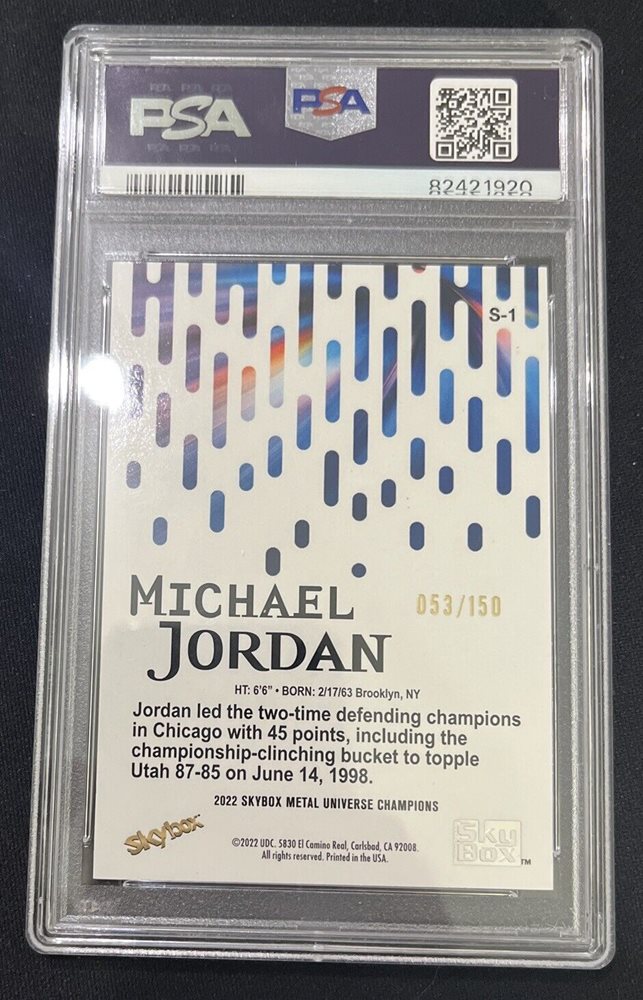 PSA
PSA
82421920
S-1
MICHAEL
JORDAN
053/150
HT: 6'6" • BORN: 2/17/63 Brooklyn, NY
Jordan led the two-time defending champions
in Chicago with 45 points, including the
championship-clinching bucket to topple
Utah 87-85 on June 14, 1998.
2022 SKYBOX METAL UNIVERSE CHAMPIONS
Skybox
©2022 UDC. 5830 El Camino Real, Carlsbad, CA 92008.
All rights reserved. Printed in the USA.
Sky
Box™